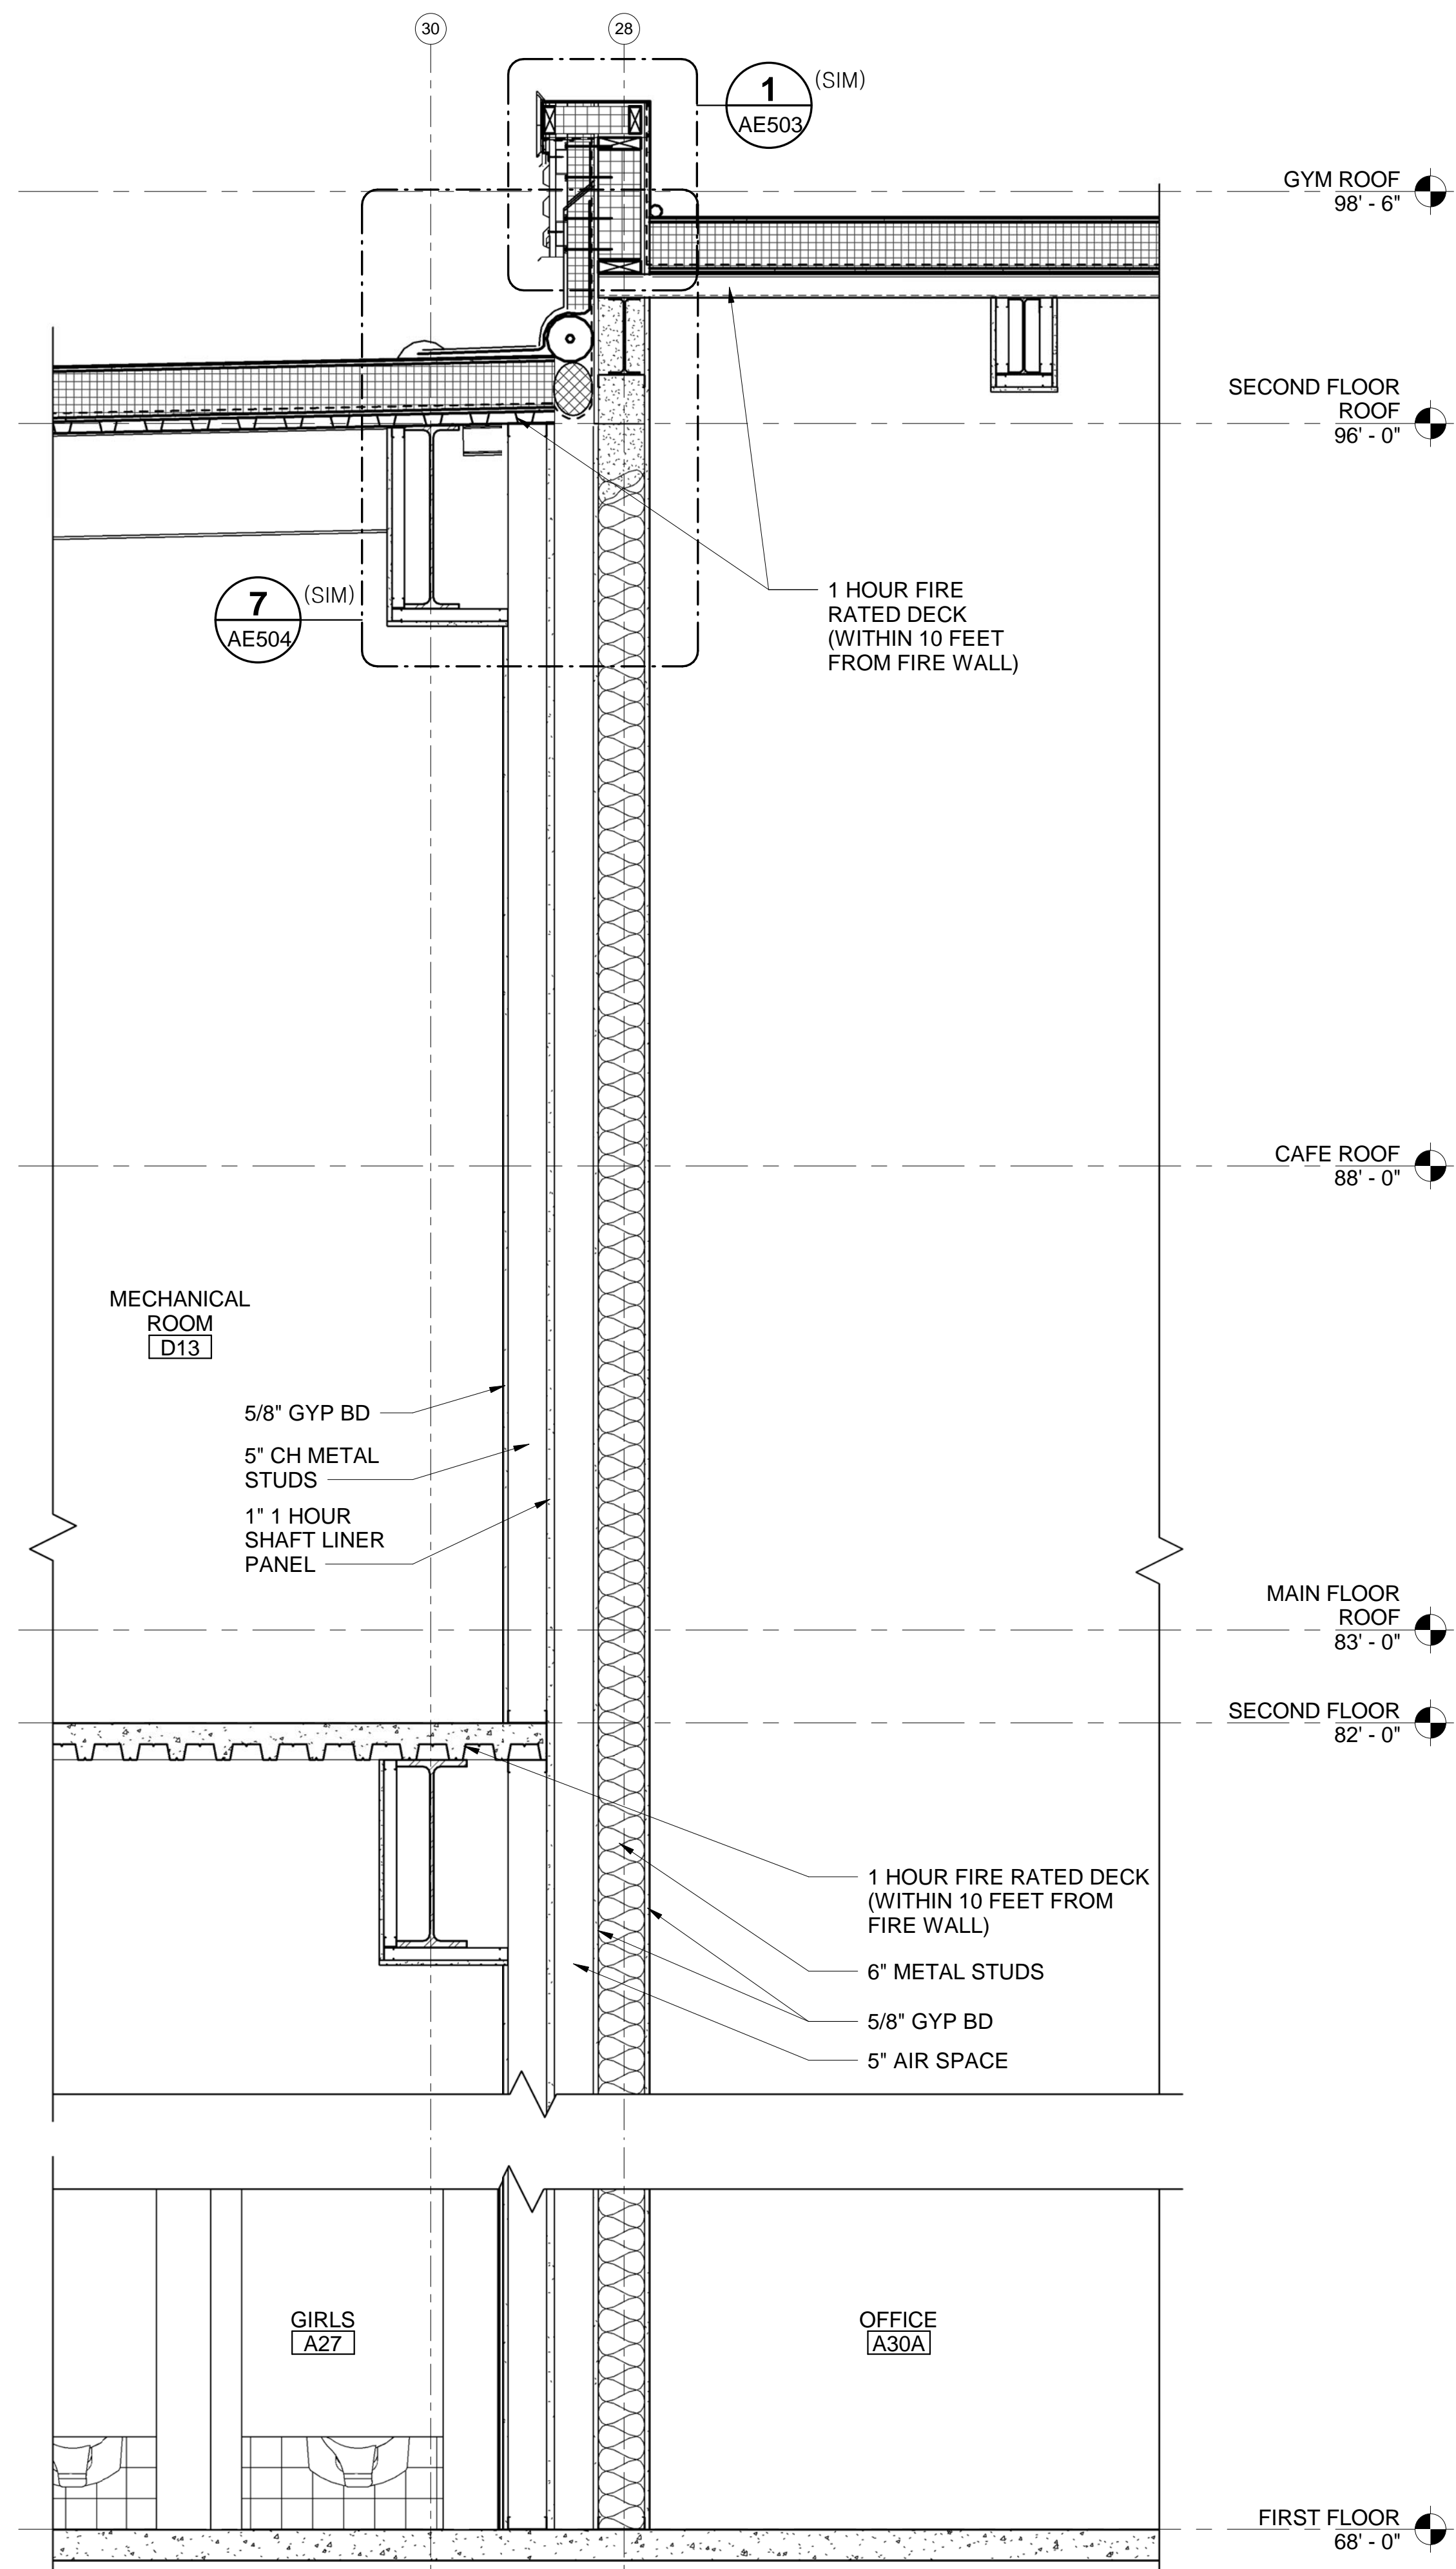 30
28
1
(SIM)
AE503
GYM ROOF
98' - 6"
SECOND FLOOR
ROOF
96' - 0"
7
(SIM)
AE504
1 HOUR FIRE
RATED DECK
(WITHIN 10 FEET
FROM FIRE WALL)
CAFE ROOF
88' - 0"
MECHANICAL
ROOM
D13
5/8" GYP BD
5" CH METAL
STUDS
1" 1 HOUR
SHAFT LINER
PANEL
MAIN FLOOR
ROOF
83' - 0"
SECOND FLOOR
82' - 0"
1 HOUR FIRE RATED DECK
(WITHIN 10 FEET FROM
FIRE WALL)
6" METAL STUDS
5/8" GYP BD
5" AIR SPACE
GIRLS
A27
OFFICE
A30A
FIRST FLOOR
68' - 0"